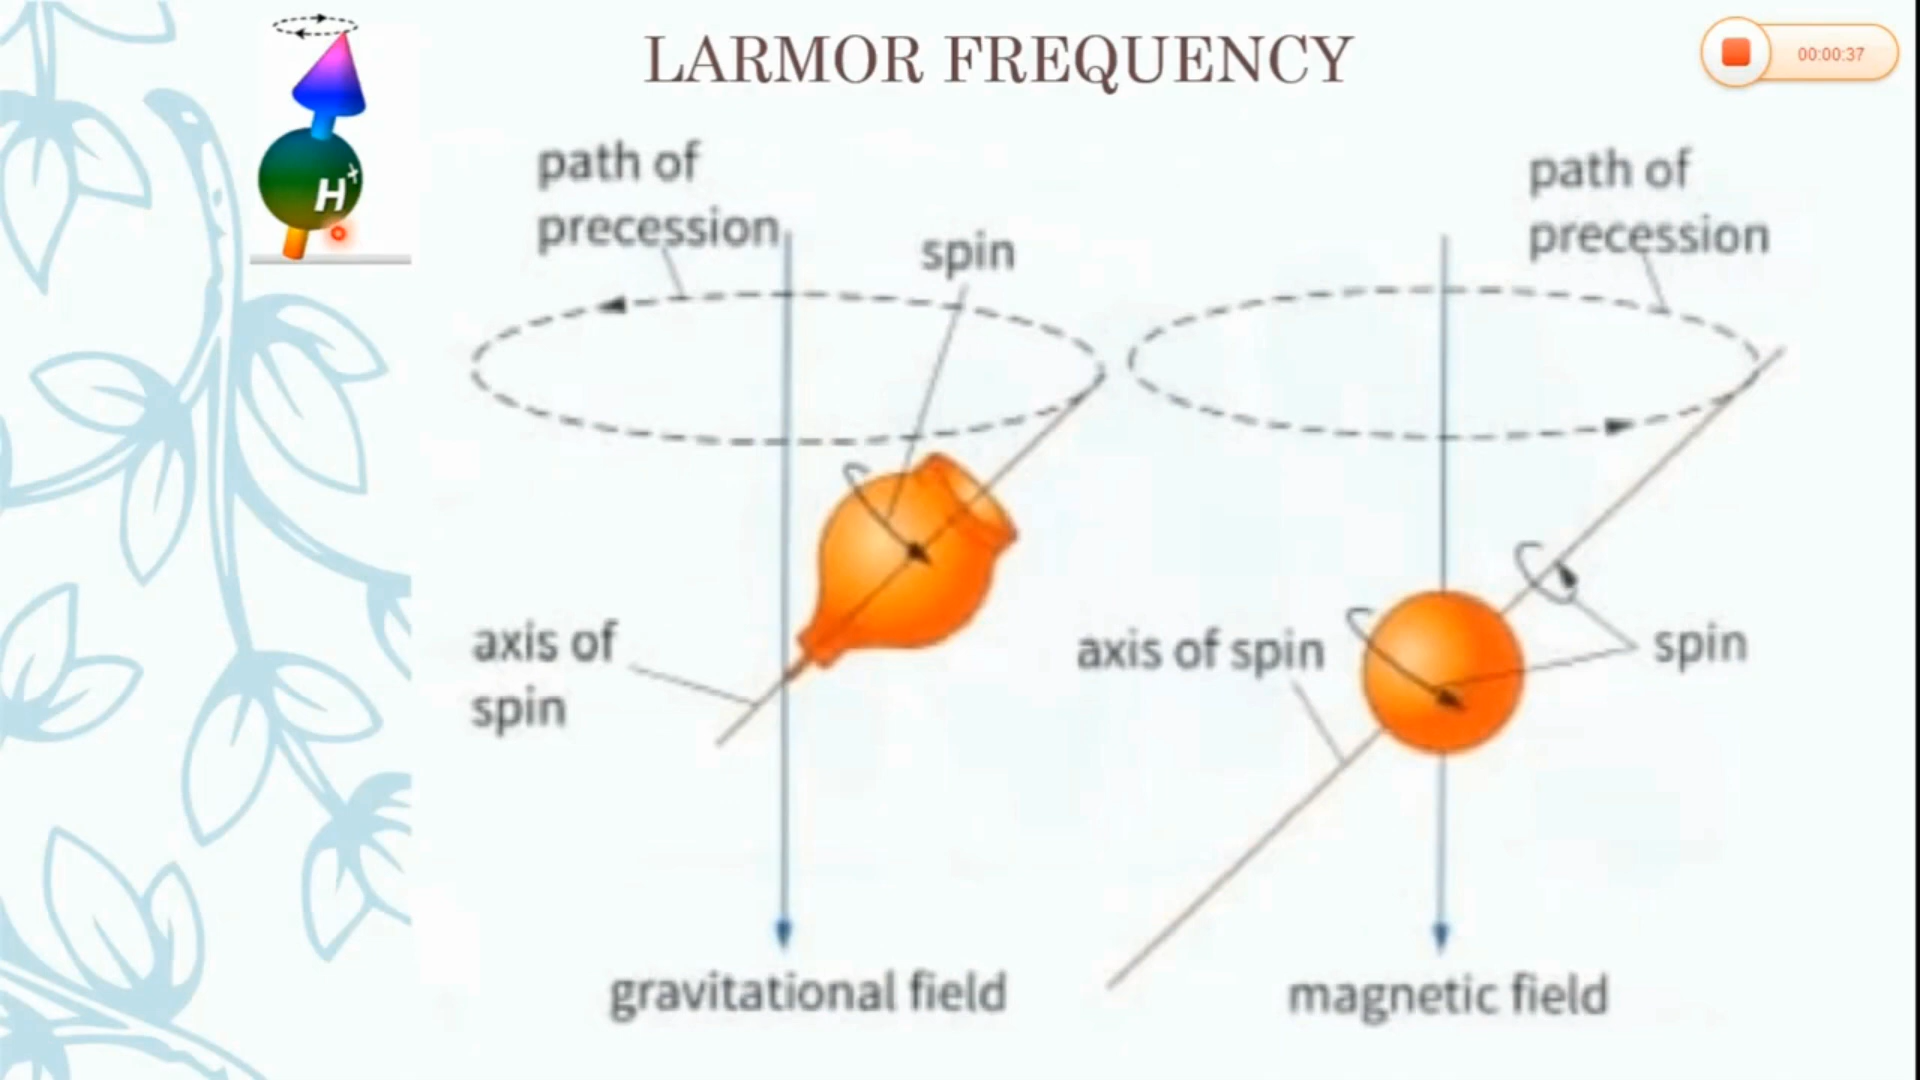 LARMOR FREQUENCY
00:00:37
H⁺
path of
precession
spin
axis of
spin
gravitational field
path of
precession
axis of spin
spin
magnetic field